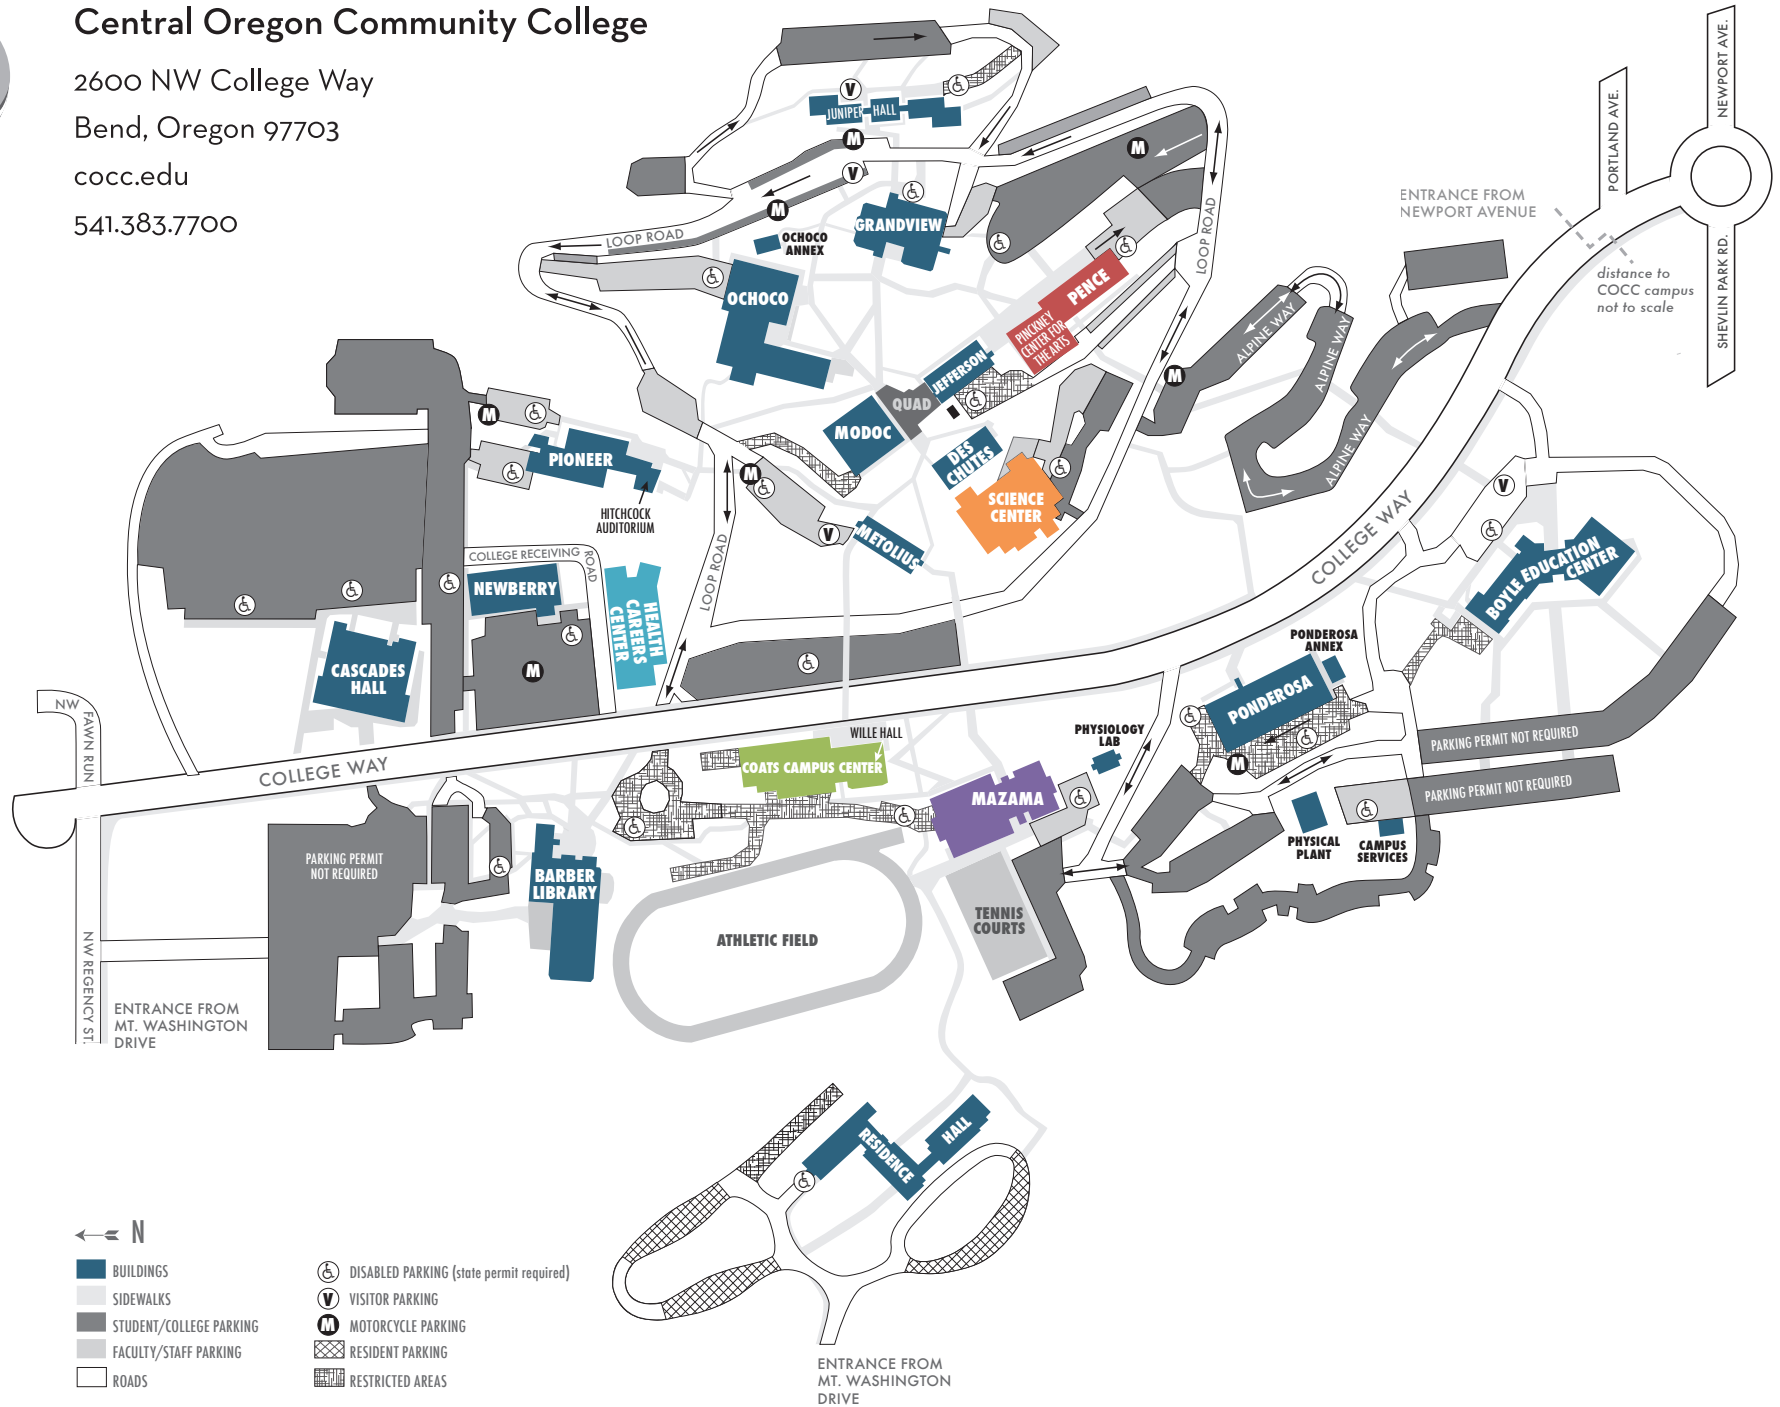 Central Oregon Community College
2600 NW College Way
Bend, Oregon 97703
cocc.edu
541.383.7700
NEWPORT AVE.
PORTLAND AVE.
SHEVLIN PARK RD.
ENTRANCE FROM
NEWPORT AVENUE
distance to
COCC campus
not to scale
V
JUNIPER HALL
M
V
M
M
GRANDVIEW
OCHOCO
ANNEX
LOOP ROAD
LOOP ROAD
OCHOCO
PENCE
PINCKNEY
CENTER FOR
THE ARTS
JEFFERSON
QUAD
MODOC
DES
CHUTES
SCIENCE
CENTER
M
ALPINE WAY
ALPINE WAY
ALPINE WAY
M
PIONEER
HITCHCOCK
AUDITORIUM
M
V
METOLIUS
LOOP ROAD
COLLEGE RECEIVING
ROAD
NEWBERRY
HEALTH
CAREERS
CENTER
M
CASCADES
HALL
COLLEGE WAY
V
BOYLE EDUCATION
CENTER
PONDEROSA
ANNEX
PONDEROSA
M
PARKING PERMIT NOT REQUIRED
PARKING PERMIT NOT REQUIRED
PHYSICAL
PLANT
CAMPUS
SERVICES
PHYSIOLOGY
LAB
WILLE HALL
COATS CAMPUS CENTER
MAZAMA
TENNIS
COURTS
ATHLETIC FIELD
NW
FAWN RUN
COLLEGE WAY
PARKING PERMIT
NOT REQUIRED
BARBER
LIBRARY
NW REGENCY ST.
ENTRANCE FROM
MT. WASHINGTON
DRIVE
RESIDENCE
HALL
ENTRANCE FROM
MT. WASHINGTON
DRIVE
N
BUILDINGS
SIDEWALKS
STUDENT/COLLEGE PARKING
FACULTY/STAFF PARKING
ROADS
DISABLED PARKING (state permit required)
V VISITOR PARKING
M MOTORCYCLE PARKING
RESIDENT PARKING
RESTRICTED AREAS